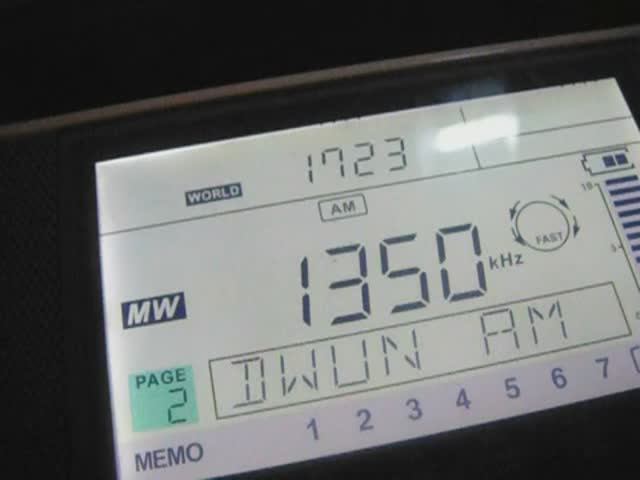 WORLD 1723
AM
1350 kHz
FAST
MW
DWUN AM
PAGE
2
1 2 3 4 5 6 7
MEMO